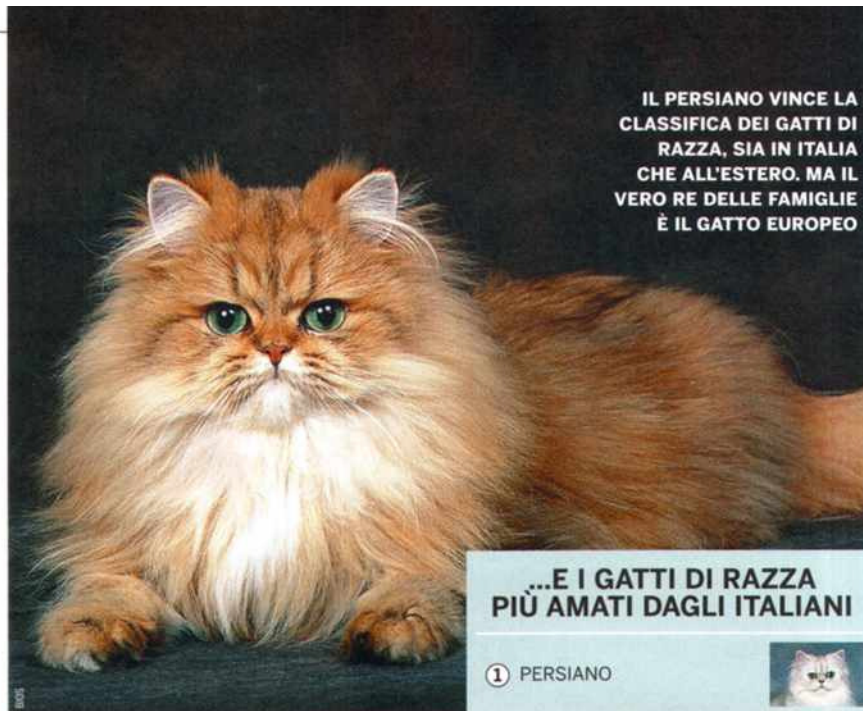 IL PERSIANO VINCE LA
CLASSIFICA DEI GATTI DI
RAZZA, SIA IN ITALIA
CHE ALL'ESTERO. MA IL
VERO RE DELLE FAMIGLIE
È IL GATTO EUROPEO
...E I GATTI DI RAZZA
PIÙ AMATI DAGLI ITALIANI
1 PERSIANO
BIOS